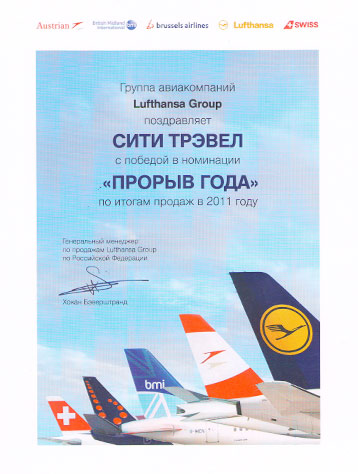 Austrian British Midland International brussels airlines Lufthansa SWISS
Группа авиакомпаний
Lufthansa Group
поздравляет
СИТИ ТРЭВЕЛ
с победой в номинации
«ПРОРЫВ ГОДА»
по итогам продаж в 2011 году
Генеральный менеджер
по продажам Lufthansa Group
по Российской Федерации
Хокан Бэверштранд
bmi